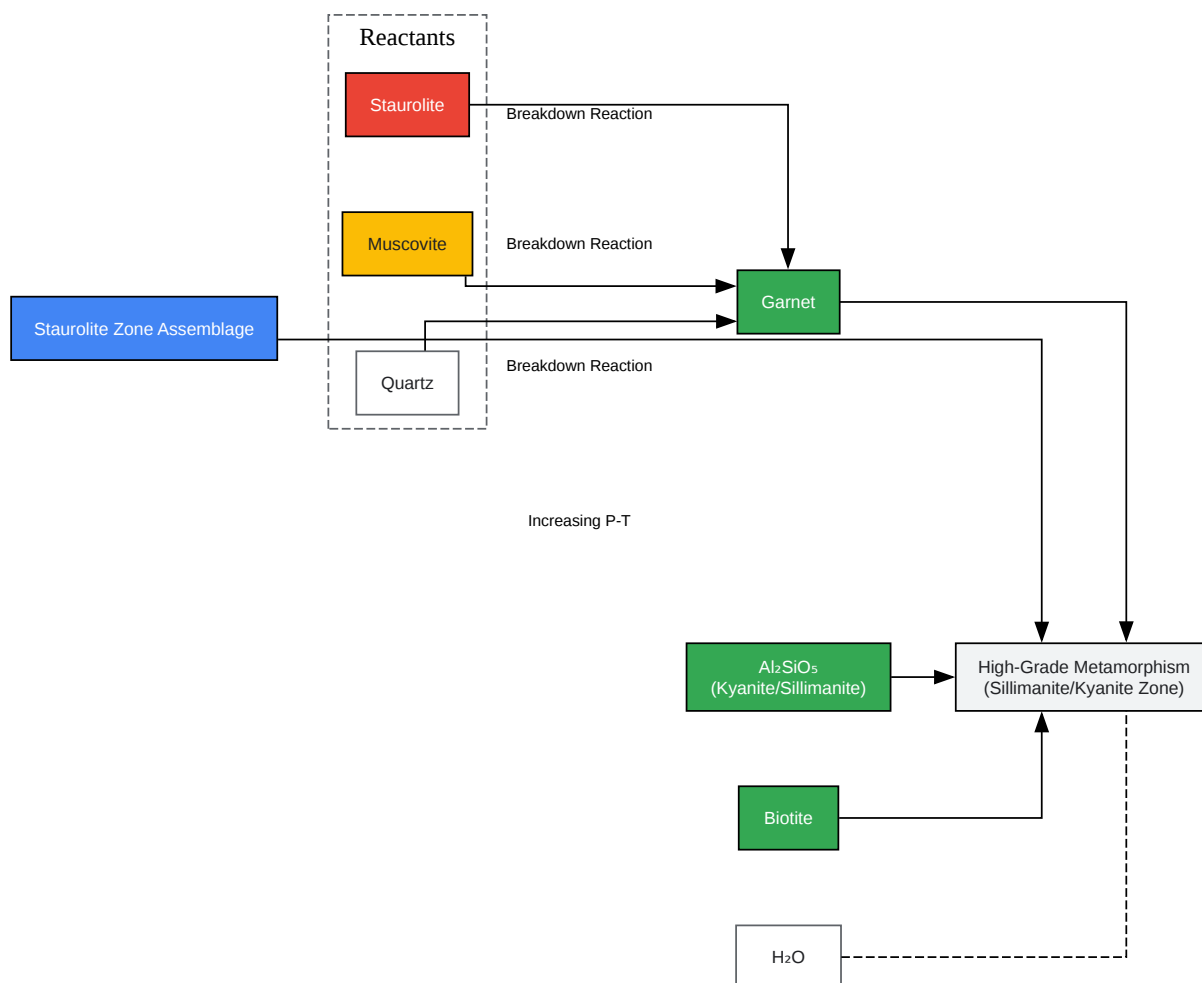 Reactants
Staurolite
Breakdown Reaction
Muscovite
Breakdown Reaction
Garnet
Staurolite Zone Assemblage
Breakdown Reaction
Quartz
Increasing P-T
Al₂SiO₅
(Kyanite/Sillimanite)
High-Grade Metamorphism
(Sillimanite/Kyanite Zone)
Biotite
H₂O